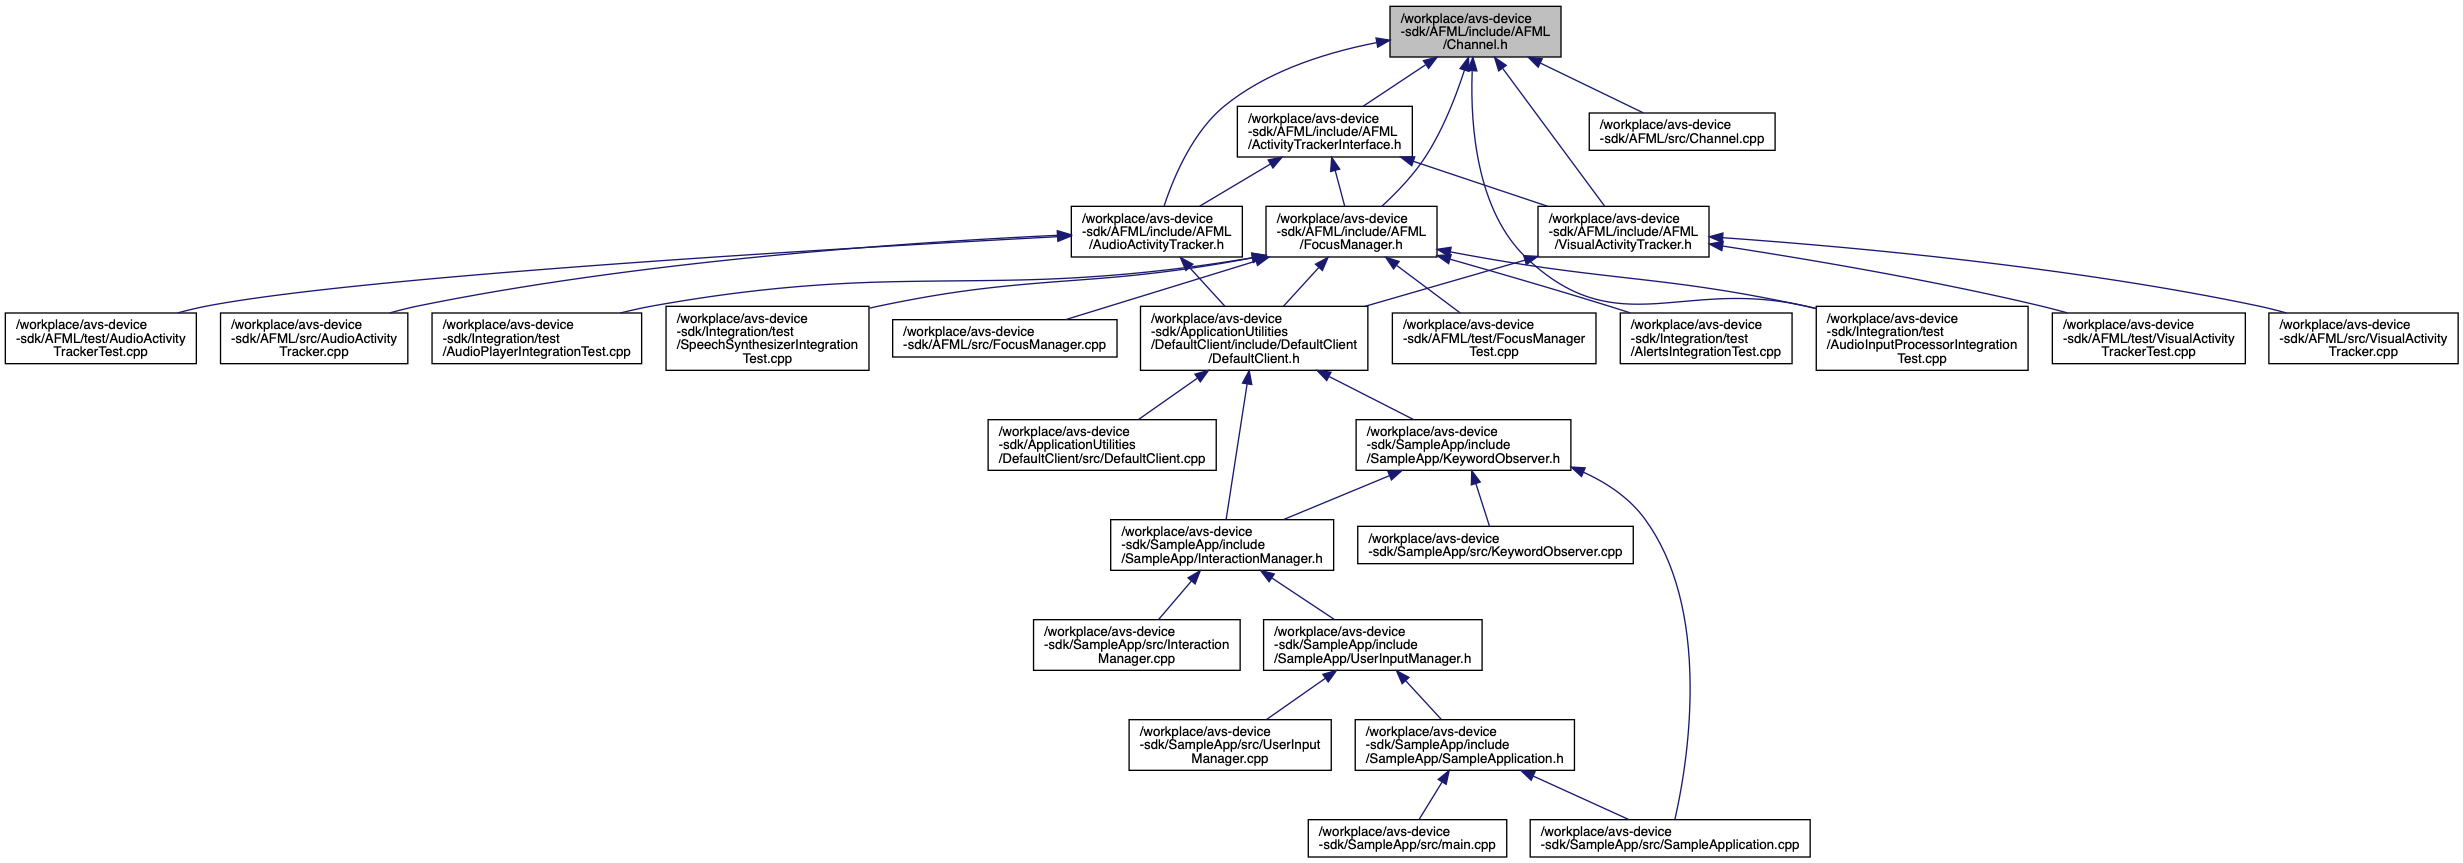 /workplace/avs-device
-sdk/AFML/include/AFML
/Channel.h
/workplace/avs-device
-sdk/AFML/include/AFML
/ActivityTrackerInterface.h
/workplace/avs-device
-sdk/AFML/src/Channel.cpp
/workplace/avs-device
-sdk/AFML/include/AFML
/AudioActivityTracker.h
/workplace/avs-device
-sdk/AFML/include/AFML
/FocusManager.h
/workplace/avs-device
-sdk/AFML/include/AFML
/VisualActivityTracker.h
/workplace/avs-device
-sdk/AFML/test/AudioActivity
TrackerTest.cpp
/workplace/avs-device
-sdk/AFML/src/AudioActivity
Tracker.cpp
/workplace/avs-device
-sdk/Integration/test
/AudioPlayerIntegrationTest.cpp
/workplace/avs-device
-sdk/Integration/test
/SpeechSynthesizerIntegration
Test.cpp
/workplace/avs-device
-sdk/AFML/src/FocusManager.cpp
/workplace/avs-device
-sdk/ApplicationUtilities
/DefaultClient/include/DefaultClient
/DefaultClient.h
/workplace/avs-device
-sdk/AFML/test/FocusManager
Test.cpp
/workplace/avs-device
-sdk/Integration/test
/AlertsIntegrationTest.cpp
/workplace/avs-device
-sdk/Integration/test
/AudioInputProcessorIntegration
Test.cpp
/workplace/avs-device
-sdk/AFML/test/VisualActivity
TrackerTest.cpp
/workplace/avs-device
-sdk/AFML/src/VisualActivity
Tracker.cpp
/workplace/avs-device
-sdk/ApplicationUtilities
/DefaultClient/src/DefaultClient.cpp
/workplace/avs-device
-sdk/SampleApp/include
/SampleApp/KeywordObserver.h
/workplace/avs-device
-sdk/SampleApp/include
/SampleApp/InteractionManager.h
/workplace/avs-device
-sdk/SampleApp/src/KeywordObserver.cpp
/workplace/avs-device
-sdk/SampleApp/src/Interaction
Manager.cpp
/workplace/avs-device
-sdk/SampleApp/include
/SampleApp/UserInputManager.h
/workplace/avs-device
-sdk/SampleApp/src/UserInput
Manager.cpp
/workplace/avs-device
-sdk/SampleApp/include
/SampleApp/SampleApplication.h
/workplace/avs-device
-sdk/SampleApp/src/main.cpp
/workplace/avs-device
-sdk/SampleApp/src/SampleApplication.cpp